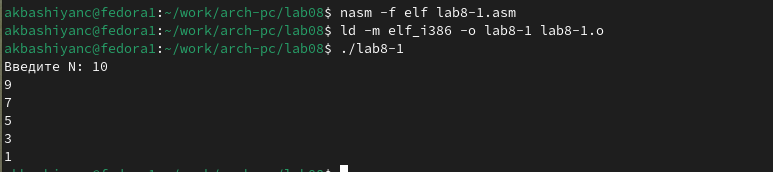 akbashiyanc@fedora1:~/work/arch-pc/lab08$ nasm -f elf lab8-1.asm
akbashiyanc@fedora1:~/work/arch-pc/lab08$ ld -m elf_i386 -o lab8-1 lab8-1.o
akbashiyanc@fedora1:~/work/arch-pc/lab08$ ./lab8-1
Введите N: 10
9
7
5
3
1